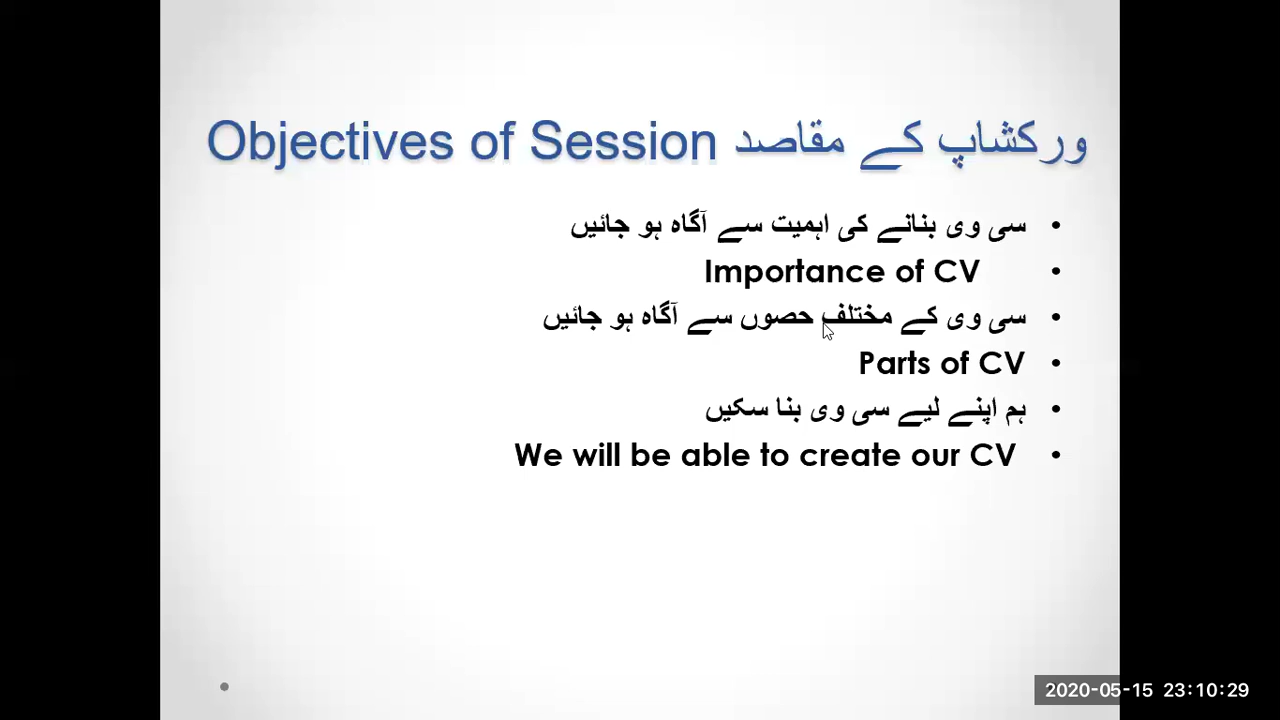 ورکشاپ کے مقاصد Objectives of Session
• سی وی بنانے کی اہمیت سے آگاہ ہو جائیں
• Importance of CV
• سی وی کے مختلف حصوں سے آگاہ ہو جائیں
• Parts of CV
• ہم اپنے لیے سی وی بنا سکیں
• We will be able to create our CV
2020-05-15 23:10:29